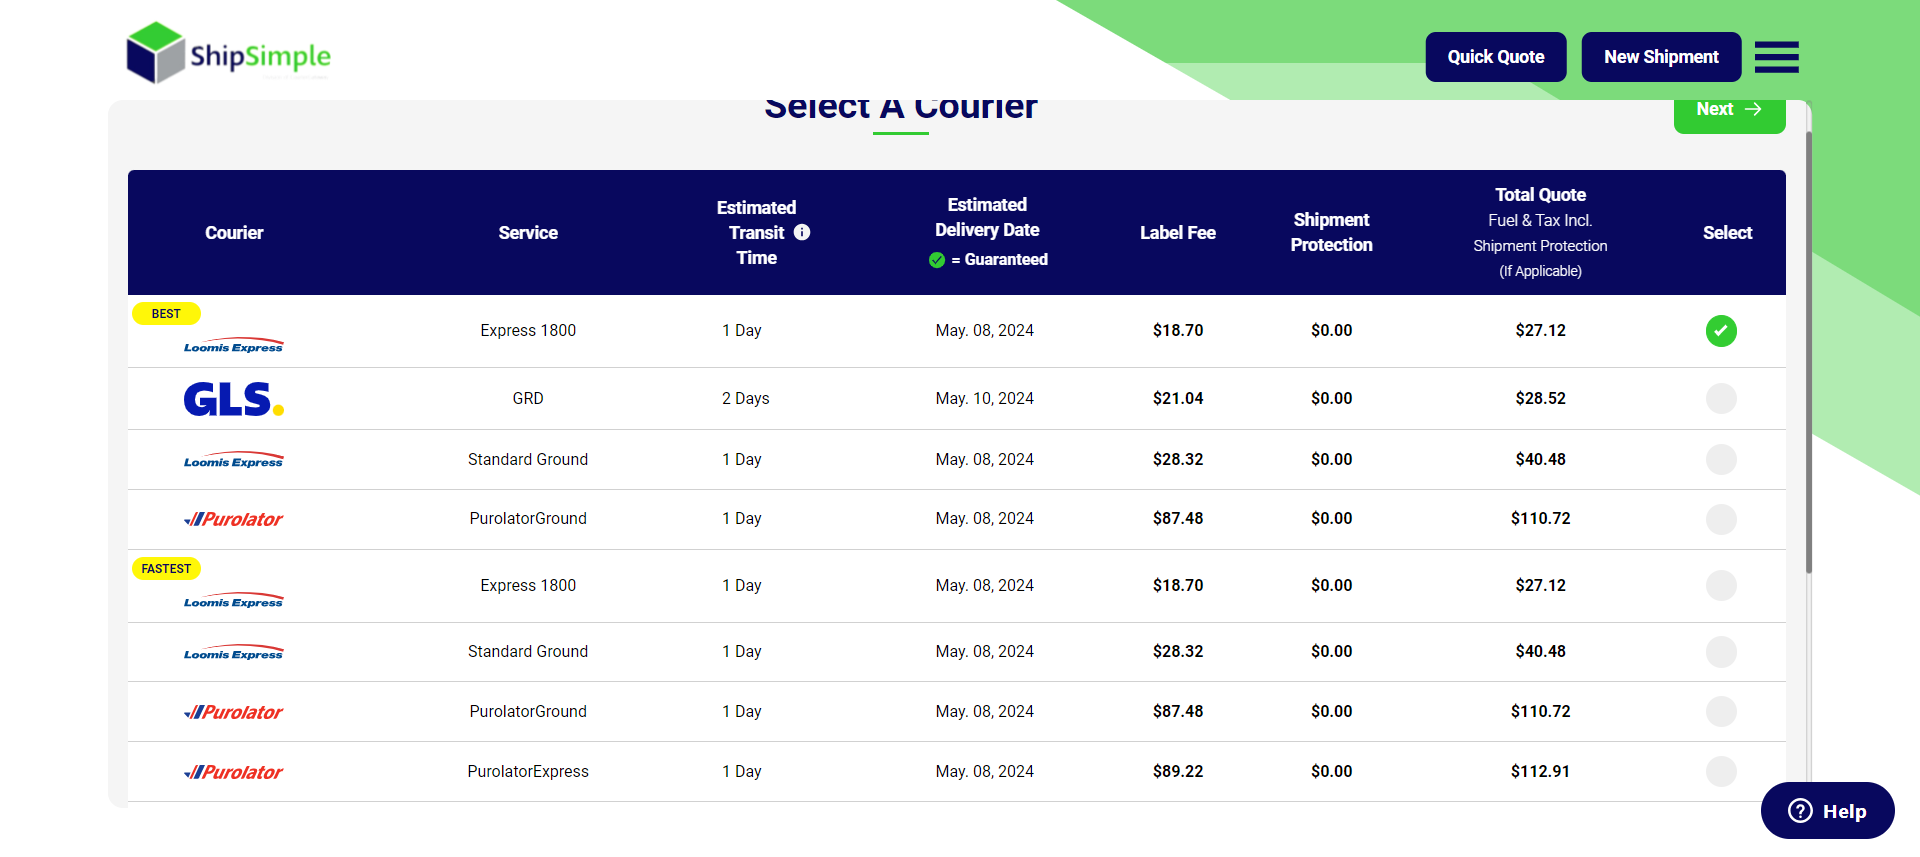 ShipSimple
Quick Quote
New Shipment
Select A Courier
Next →
Courier
Service
Estimated
Transit
Time
Estimated
Delivery Date
= Guaranteed
Label Fee
Shipment
Protection
Total Quote
Fuel & Tax Incl.
Shipment Protection
(If Applicable)
Select
BEST
Loomis Express
Express 1800
1 Day
May. 08, 2024
$18.70
$0.00
$27.12
GLS.
GRD
2 Days
May. 10, 2024
$21.04
$0.00
$28.52
Loomis Express
Standard Ground
1 Day
May. 08, 2024
$28.32
$0.00
$40.48
Purolator
PurolatorGround
1 Day
May. 08, 2024
$87.48
$0.00
$110.72
FASTEST
Loomis Express
Express 1800
1 Day
May. 08, 2024
$18.70
$0.00
$27.12
Loomis Express
Standard Ground
1 Day
May. 08, 2024
$28.32
$0.00
$40.48
Purolator
PurolatorGround
1 Day
May. 08, 2024
$87.48
$0.00
$110.72
Purolator
PurolatorExpress
1 Day
May. 08, 2024
$89.22
$0.00
$112.91
Help